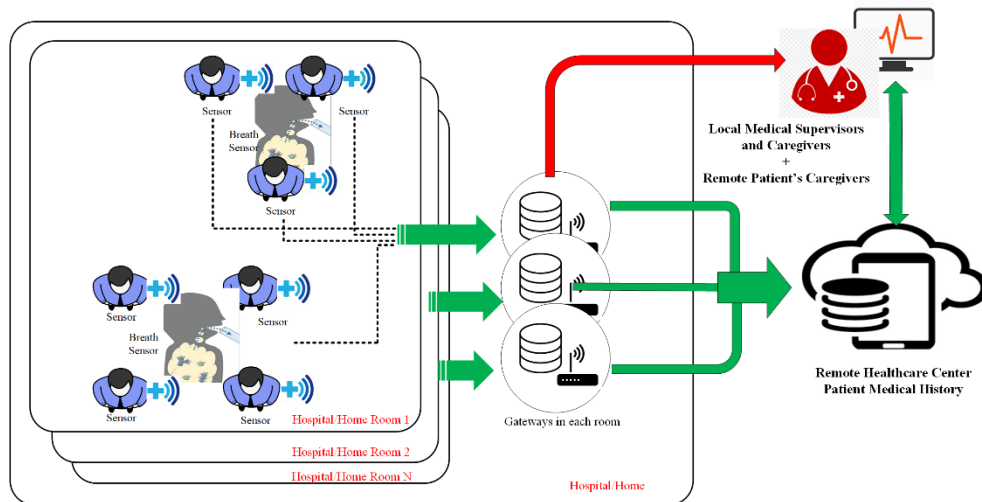 Sensor
Sensor
Breath
Sensor
Sensor
Sensor
Sensor
Breath
Sensor
Sensor
Sensor
Hospital/Home Room 1
Hospital/Home Room 2
Hospital/Home Room N
Gateways in each room
Hospital/Home
Local Medical Supervisors
and Caregivers
+
Remote Patient's Caregivers
Remote Healthcare Center
Patient Medical History